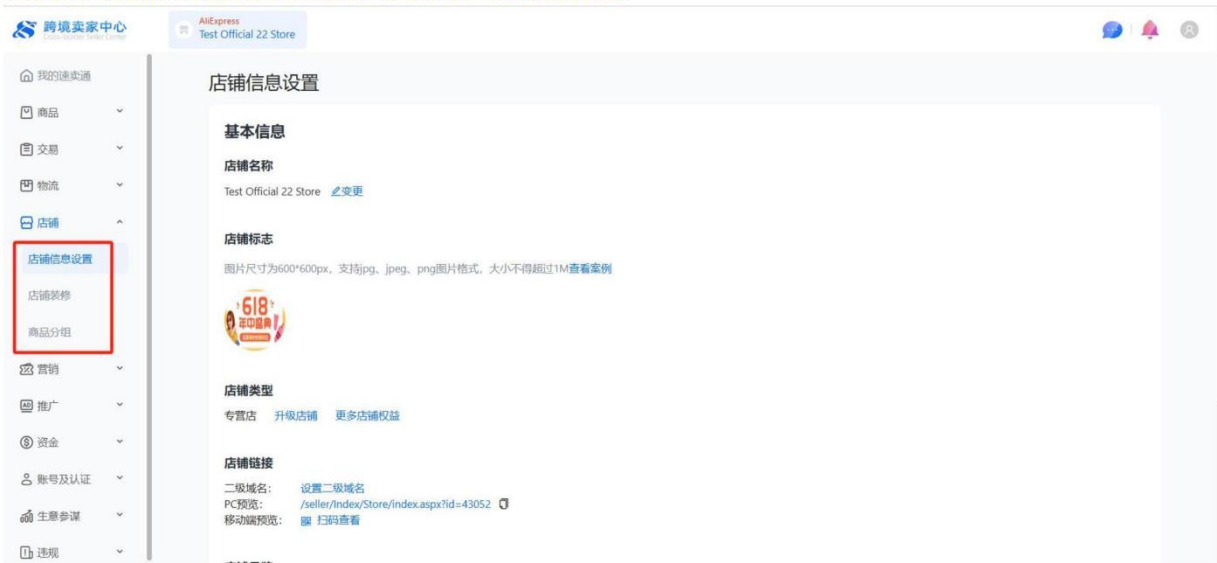 跨境卖家中心
Cross-border Seller Center
AliExpress
Test Official 22 Store
我的速卖通
商品
交易
物流
店铺
店铺信息设置
店铺装修
商品分组
营销
推广
资金
账号及认证
生意参谋
违规
店铺信息设置
基本信息
店铺名称
Test Official 22 Store 变更
店铺标志
图片尺寸为600*600px，支持jpg、jpeg、png图片格式，大小不得超过1M查看案例
618
年中盛典
店铺类型
专营店 升级店铺 更多店铺权益
店铺链接
二级域名： 设置二级域名
PC预览： /seller/Index/Store/index.aspx?id=43052
移动端预览： 扫码查看